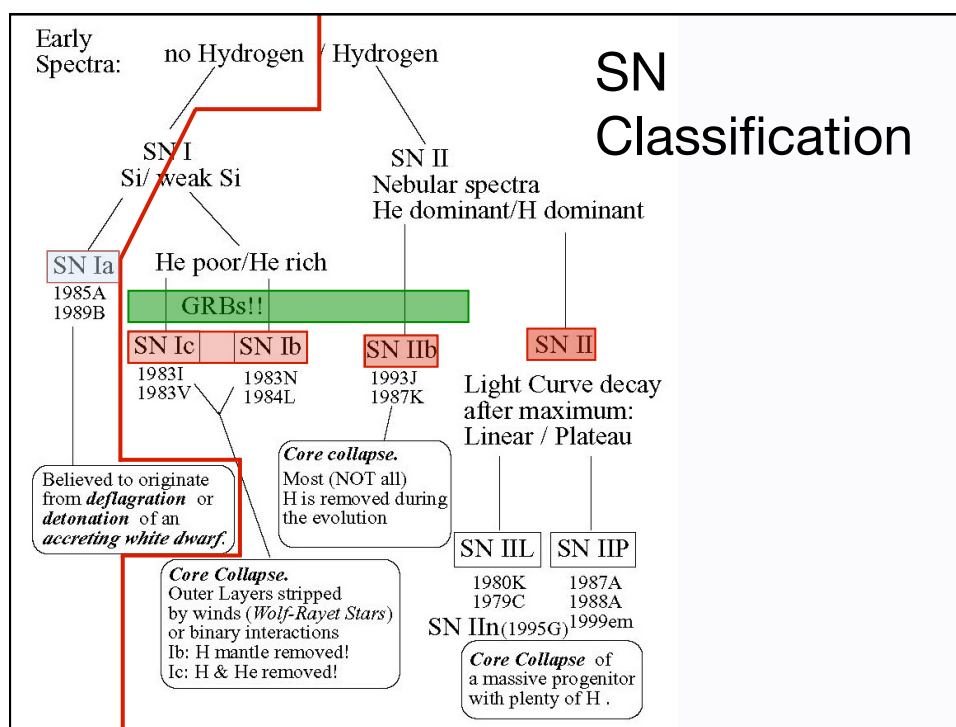 Early
Spectra:
no Hydrogen / Hydrogen
SN
Classification
SN I
Si/ weak Si
SN II
Nebular spectra
He dominant/H dominant
SN Ia
1985A
1989B
He poor/He rich
GRBs!!
SN Ic
1983I
1983V
SN Ib
1983N
1984L
SN IIb
1993J
1987K
SN II
Light Curve decay
after maximum:
Linear / Plateau
Believed to originate
from deflagration or
detonation of an
accreting white dwarf.
Core collapse.
Most (NOT all)
H is removed during
the evolution
Core Collapse.
Outer Layers stripped
by winds (Wolf-Rayet Stars)
or binary interactions
Ib: H mantle removed!
Ic: H & He removed!
SN IIL
1980K
1979C
SN IIP
1987A
1988A
1999em
SN IIn(1995G)
Core Collapse of
a massive progenitor
with plenty of H .